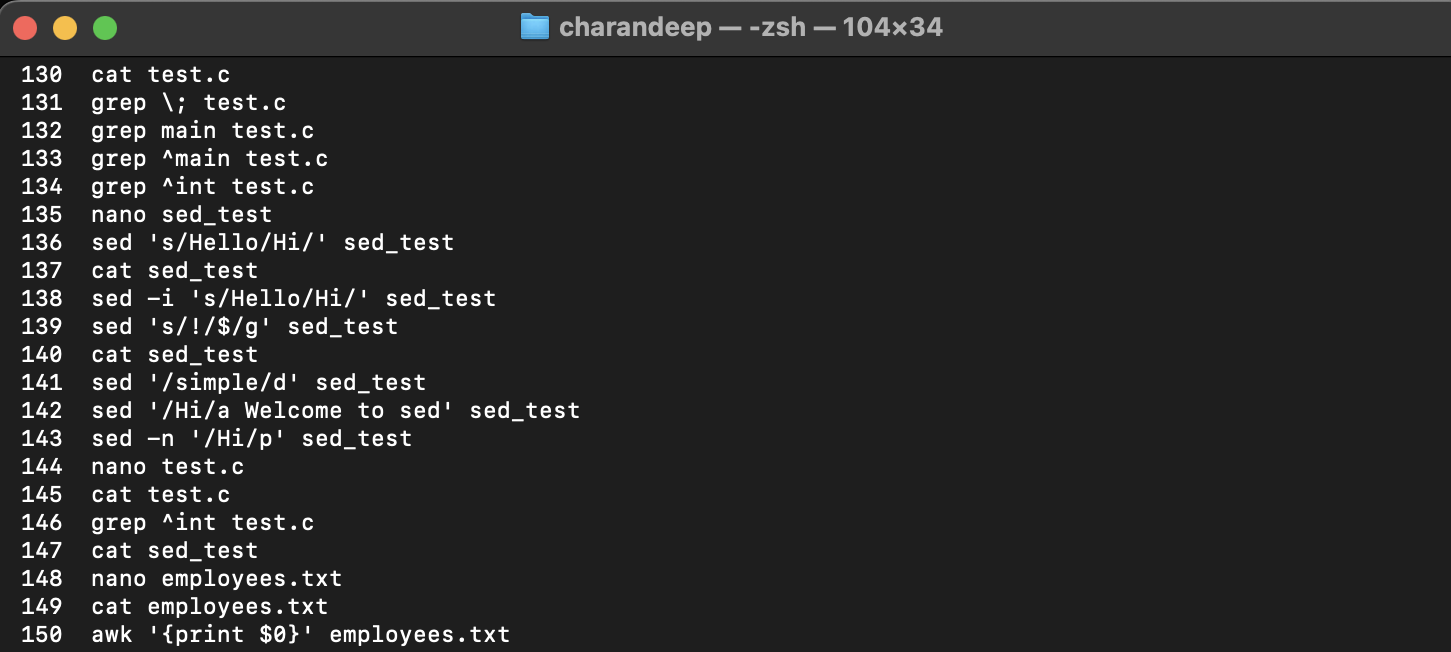 charandeep — -zsh — 104×34
130  cat test.c
131  grep \; test.c
132  grep main test.c
133  grep ^main test.c
134  grep ^int test.c
135  nano sed_test
136  sed 's/Hello/Hi/' sed_test
137  cat sed_test
138  sed -i 's/Hello/Hi/' sed_test
139  sed 's/!/$/g' sed_test
140  cat sed_test
141  sed '/simple/d' sed_test
142  sed '/Hi/a Welcome to sed' sed_test
143  sed -n '/Hi/p' sed_test
144  nano test.c
145  cat test.c
146  grep ^int test.c
147  cat sed_test
148  nano employees.txt
149  cat employees.txt
150  awk '{print $0}' employees.txt